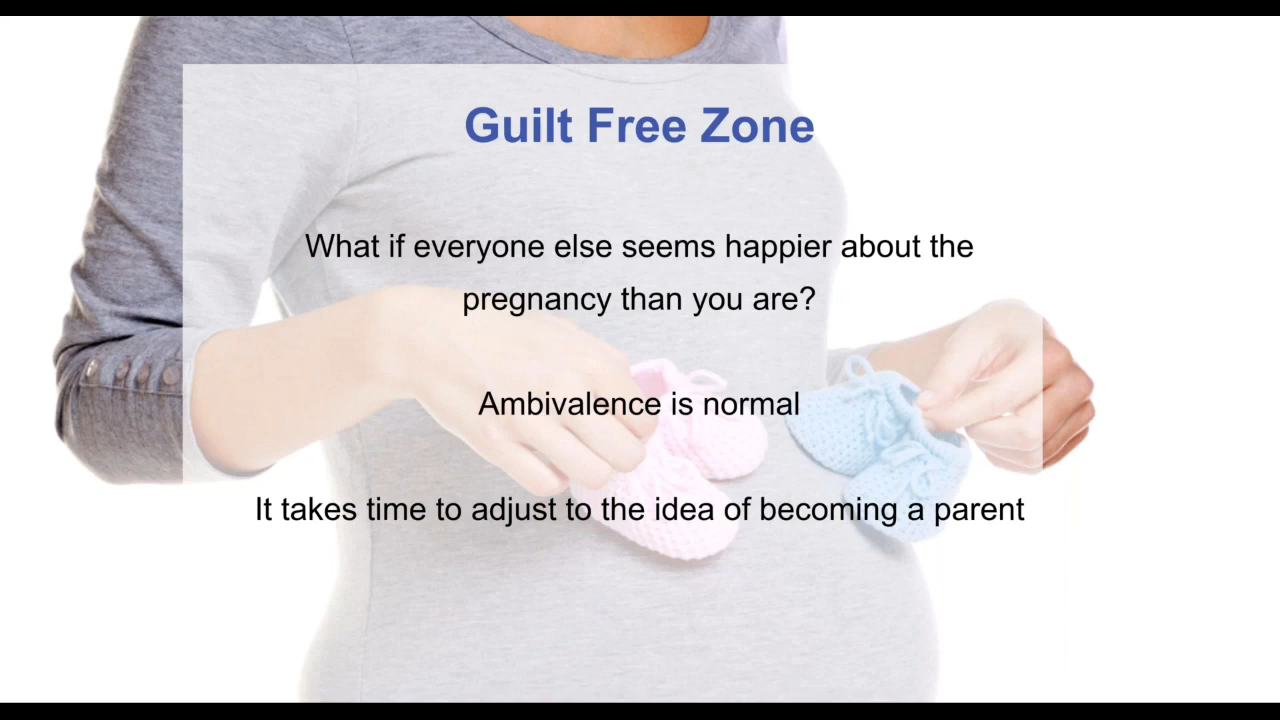 Guilt Free Zone
What if everyone else seems happier about the
pregnancy than you are?
Ambivalence is normal
It takes time to adjust to the idea of becoming a parent